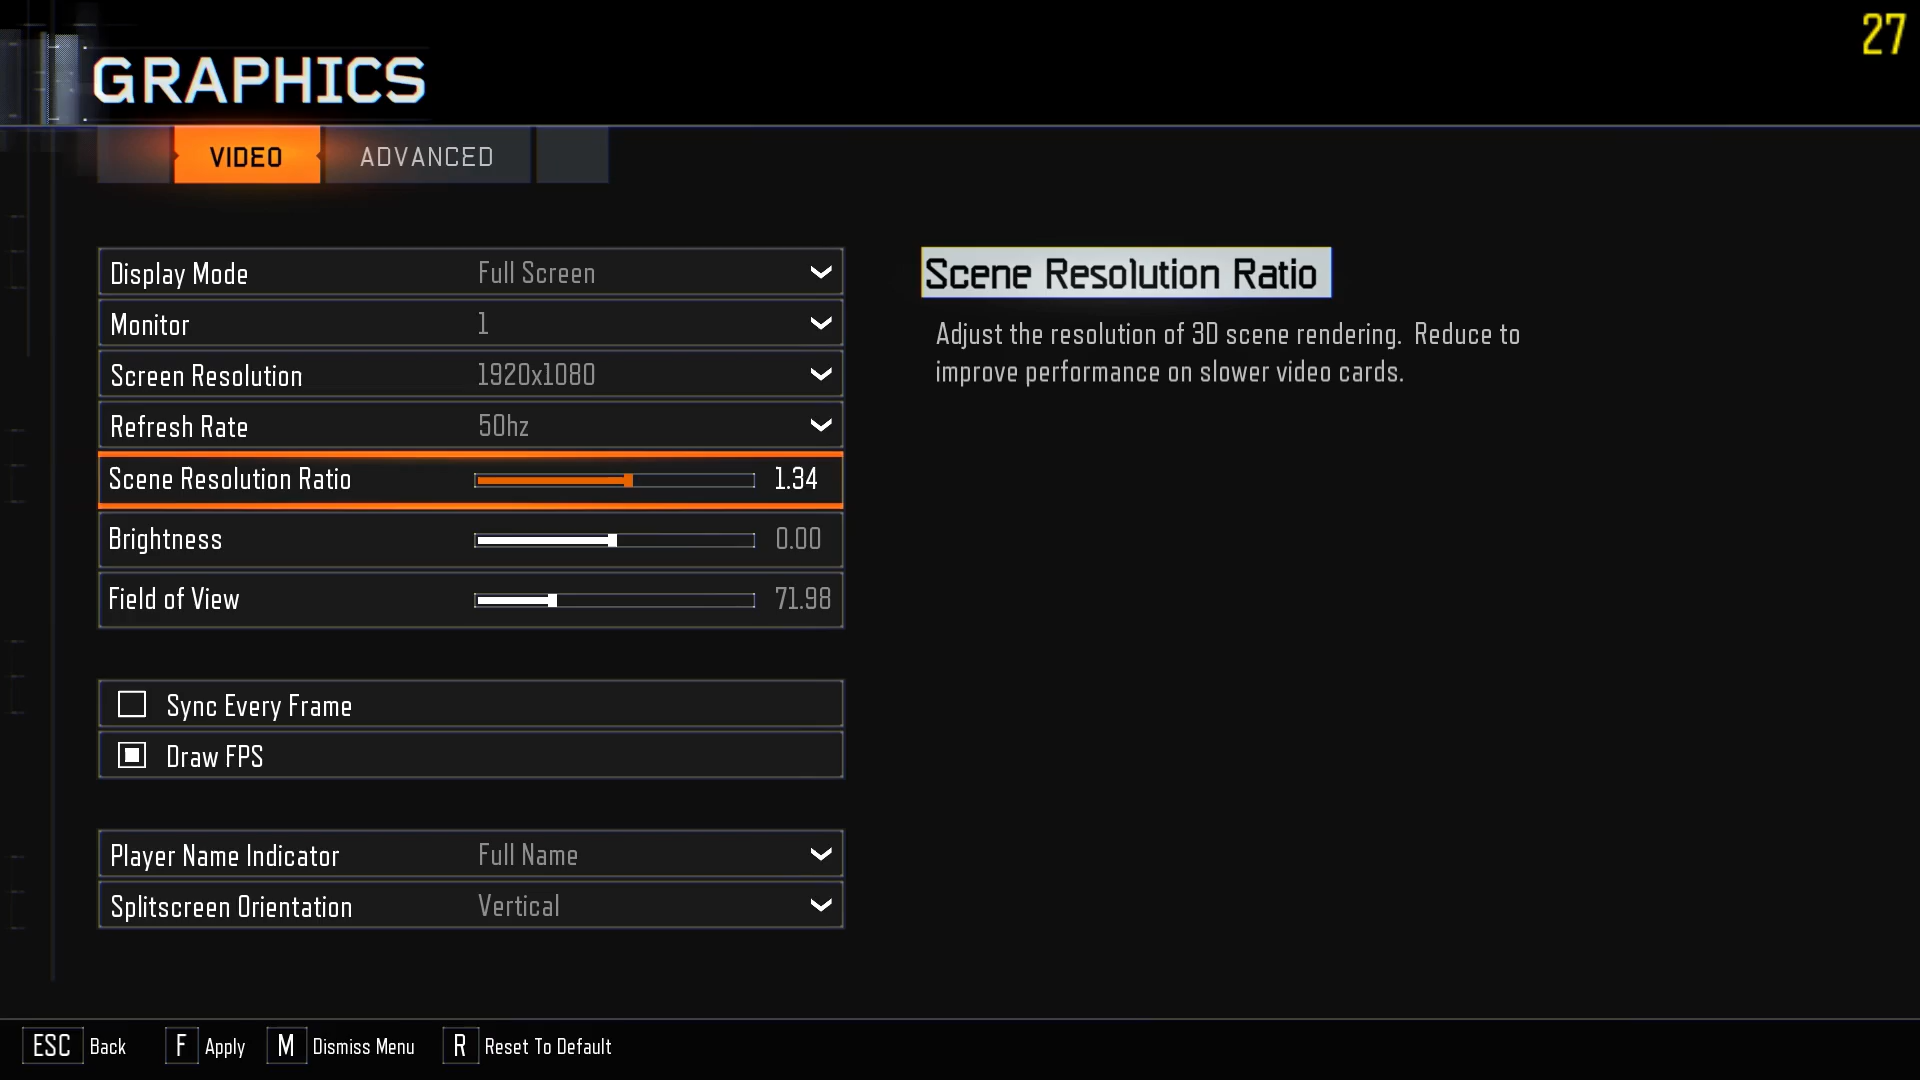 27
GRAPHICS
VIDEO ADVANCED
Display Mode Full Screen
Monitor 1
Screen Resolution 1920x1080
Refresh Rate 50hz
Scene Resolution Ratio 1.34
Brightness 0.00
Field of View 71.98
Sync Every Frame
Draw FPS
Player Name Indicator Full Name
Splitscreen Orientation Vertical
Scene Resolution Ratio
Adjust the resolution of 3D scene rendering. Reduce to
improve performance on slower video cards.
ESC Back F Apply M Dismiss Menu R Reset To Default